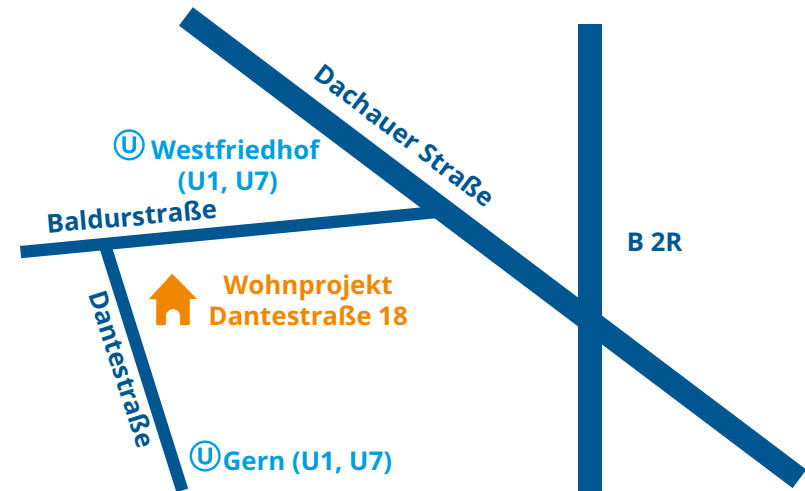 Dachauer Straße
U Westfriedhof
(U1, U7)
Baldurstraße
B 2R
Wohnprojekt
Dantestraße 18
Dantestraße
U Gern (U1, U7)